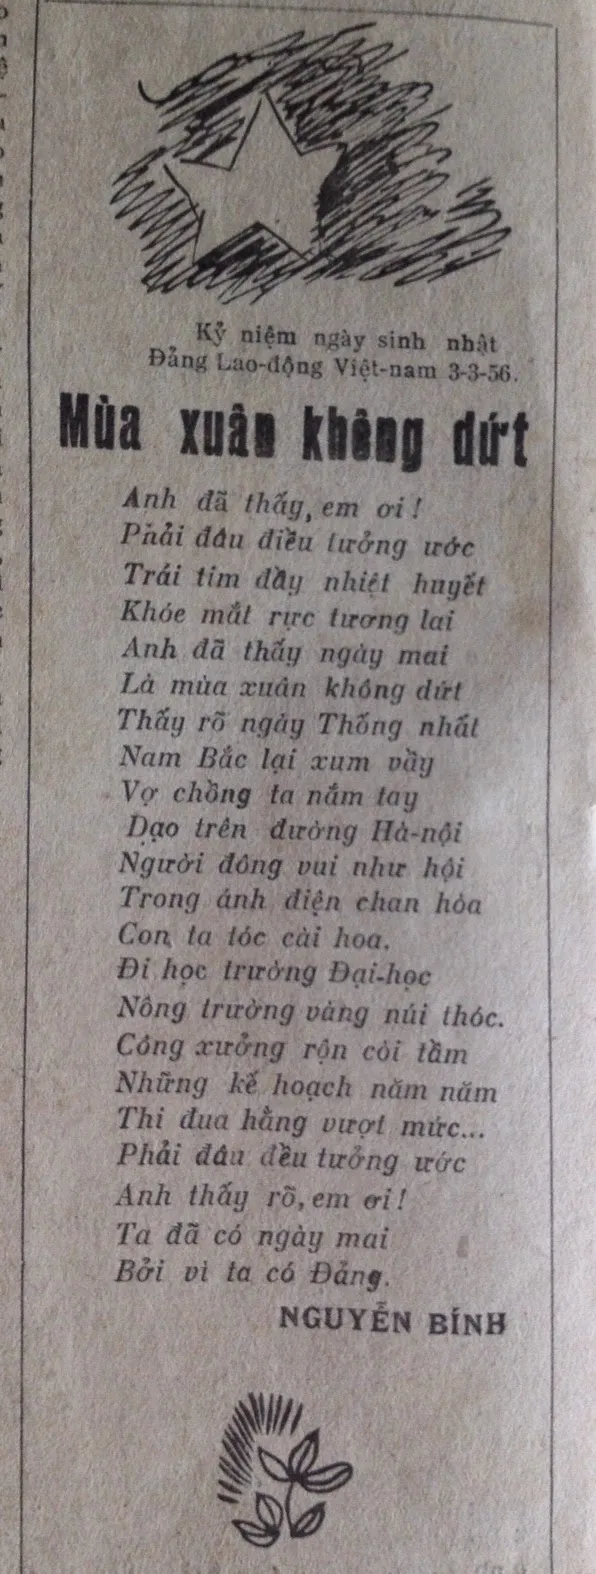 Kỷ niệm ngày sinh nhật
Đảng Lao-động Việt-nam 3-3-56.
Mùa xuân không dứt
Anh đã thấy, em ơi !
Phải đâu điều tưởng ước
Trái tim đầy nhiệt huyết
Khóe mắt rực tương lai
Anh đã thấy ngày mai
Là mùa xuân không dứt
Thấy rõ ngày Thống nhất
Nam Bắc lại xum vầy
Vợ chồng ta nắm tay
Dạo trên đường Hà-nội
Người đông vui như hội
Trong ánh điện chan hòa
Con ta tóc cài hoa.
Đi học trường Đại-học
Nông trường vàng núi thóc.
Công xưởng rộn còi tầm
Những kế hoạch năm năm
Thi đua hằng vượt mức...
Phải đâu đều tưởng ước
Anh thấy rõ, em ơi !
Ta đã có ngày mai
Bởi vì ta có Đảng.
NGUYỄN BÍNH